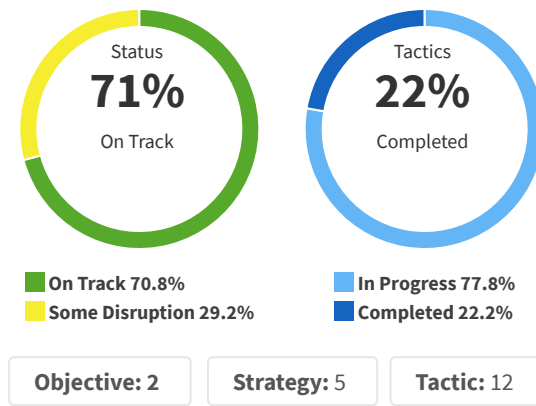 Status
71%
On Track
Tactics
22%
Completed
On Track 70.8%
Some Disruption 29.2%
In Progress 77.8%
Completed 22.2%
Objective: 2
Strategy: 5
Tactic: 12